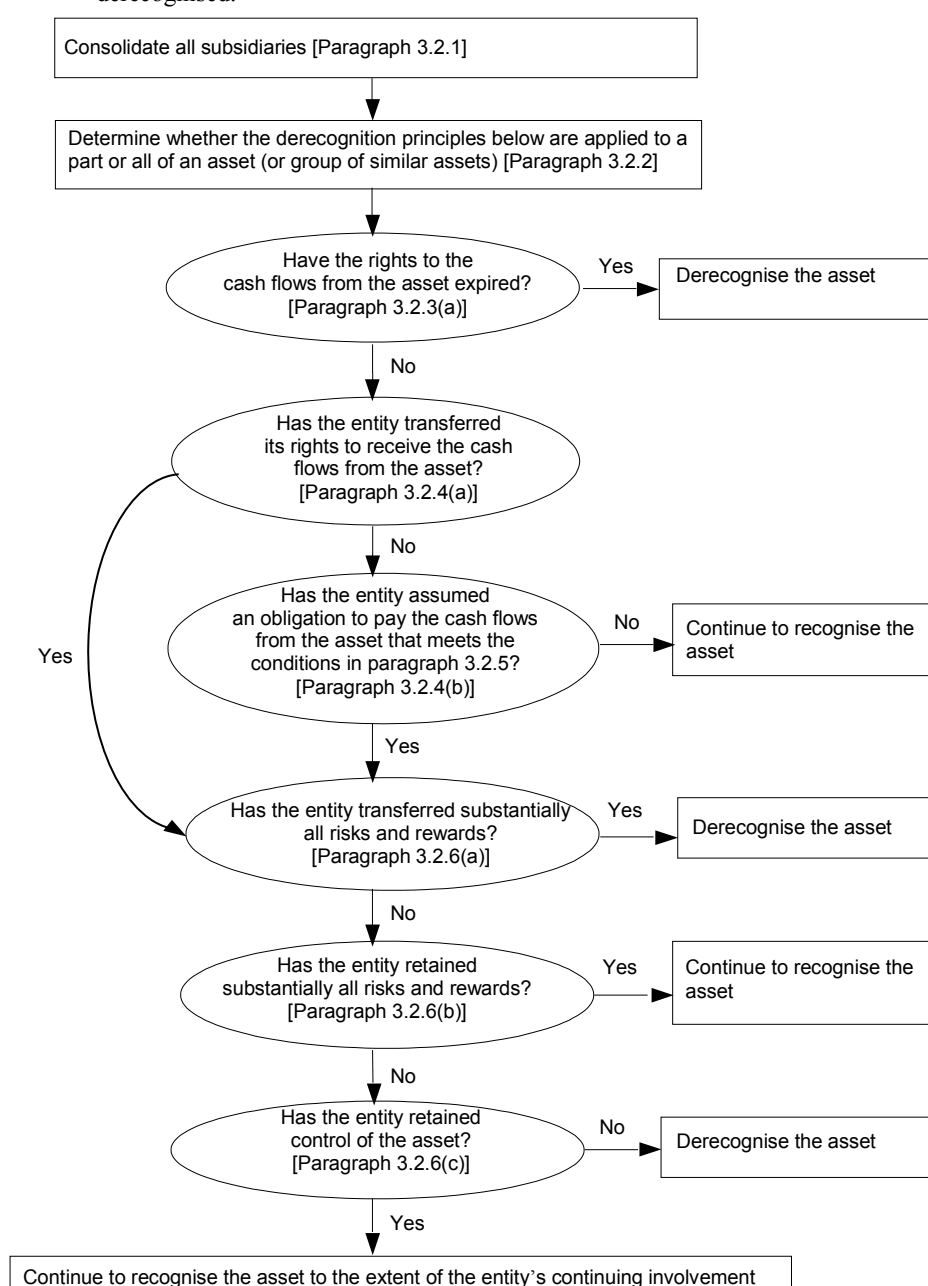 derecognised.
Consolidate all subsidiaries [Paragraph 3.2.1]
Determine whether the derecognition principles below are applied to a
part or all of an asset (or group of similar assets) [Paragraph 3.2.2]
Have the rights to the
cash flows from the asset expired?
[Paragraph 3.2.3(a)]
Yes
Derecognise the asset
No
Has the entity transferred
its rights to receive the cash
flows from the asset?
[Paragraph 3.2.4(a)]
No
Has the entity assumed
an obligation to pay the cash flows
from the asset that meets the
conditions in paragraph 3.2.5?
[Paragraph 3.2.4(b)]
No
Continue to recognise the
asset
Yes
Yes
Has the entity transferred substantially
all risks and rewards?
[Paragraph 3.2.6(a)]
Yes
Derecognise the asset
No
Has the entity retained
substantially all risks and rewards?
[Paragraph 3.2.6(b)]
Yes
Continue to recognise the
asset
No
Has the entity retained
control of the asset?
[Paragraph 3.2.6(c)]
No
Derecognise the asset
Yes
Continue to recognise the asset to the extent of the entity’s continuing involvement